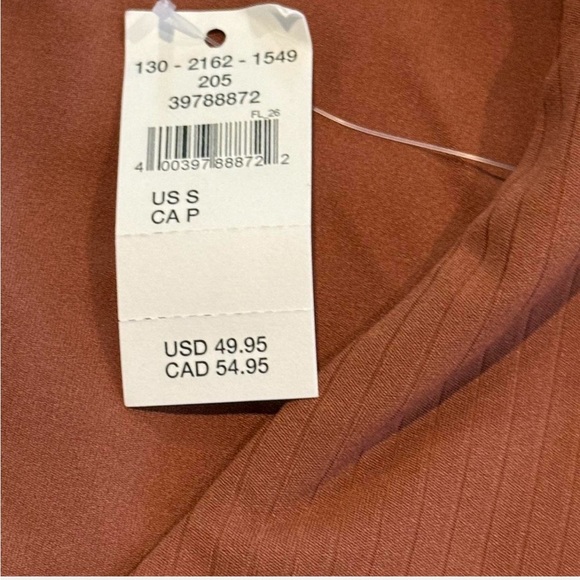 130 - 2162 - 1549
205
39788872
FL_26
4 00397 88872 2
US S
CA P
USD 49.95
CAD 54.95